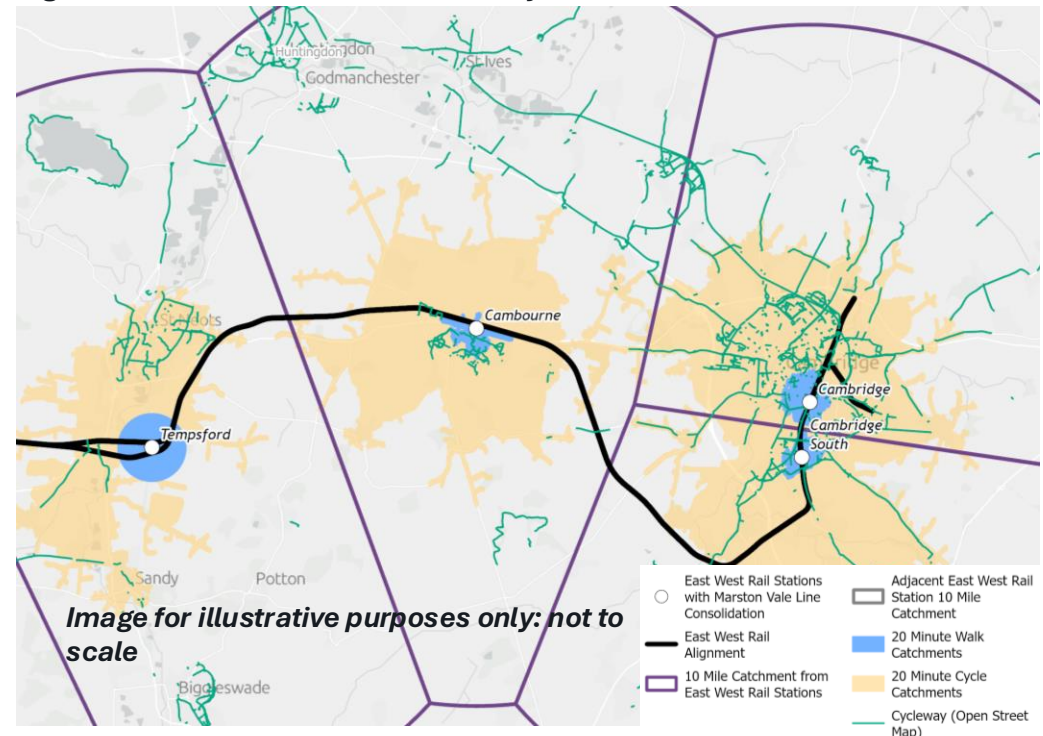 Huntingdon
Godmanchester
St Ives
Cambourne
St Neots
Cambridge
Tempsford
Cambridge
South
Sandy
Potton
Image for illustrative purposes only: not to
scale
Biggleswade
East West Rail Stations
with Marston Vale Line
Consolidation
East West Rail
Alignment
10 Mile Catchment from
East West Rail Stations
Adjacent East West Rail
Station 10 Mile
Catchment
20 Minute Walk
Catchments
20 Minute Cycle
Catchments
Cycleway (Open Street
Map)